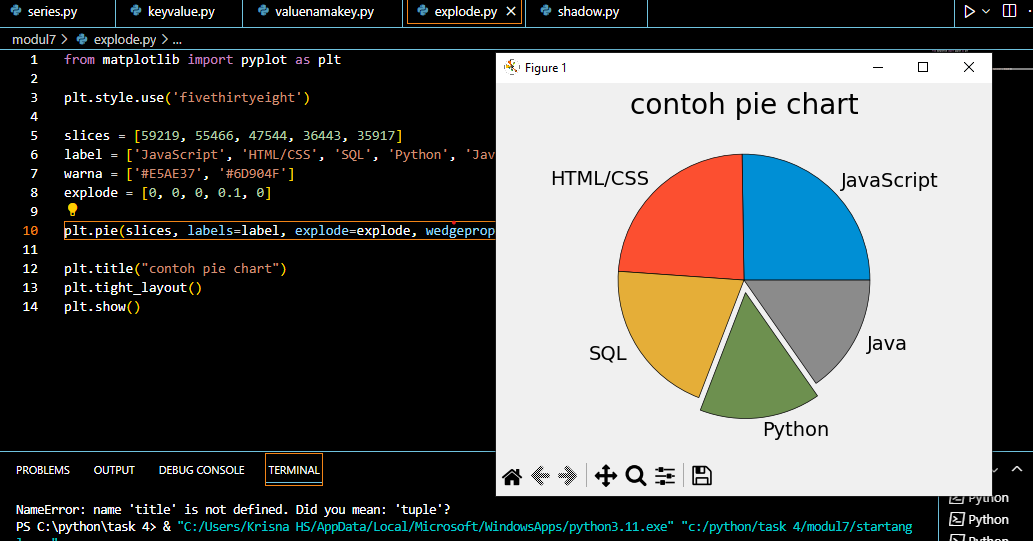 series.py keyvalue.py valuenamakey.py explode.py shadow.py
modul7 > explode.py > ...
1 from matplotlib import pyplot as plt
2
3 plt.style.use('fivethirtyeight')
4
5 slices = [59219, 55466, 47544, 36443, 35917]
6 label = ['JavaScript', 'HTML/CSS', 'SQL', 'Python', 'Jav
7 warna = ['#E5AE37', '#6D904F']
8 explode = [0, 0, 0, 0.1, 0]
9
10 plt.pie(slices, labels=label, explode=explode, wedgeprop
11
12 plt.title("contoh pie chart")
13 plt.tight_layout()
14 plt.show()
Figure 1
contoh pie chart
HTML/CSS
JavaScript
SQL
Java
Python
PROBLEMS OUTPUT DEBUG CONSOLE TERMINAL
NameError: name 'title' is not defined. Did you mean: 'tuple'?
PS C:\python\task 4> & "C:/Users/Krisna HS/AppData/Local/Microsoft/WindowsApps/python3.11.exe" "c:/python/task 4/modul7/startang
Python
Python
Python